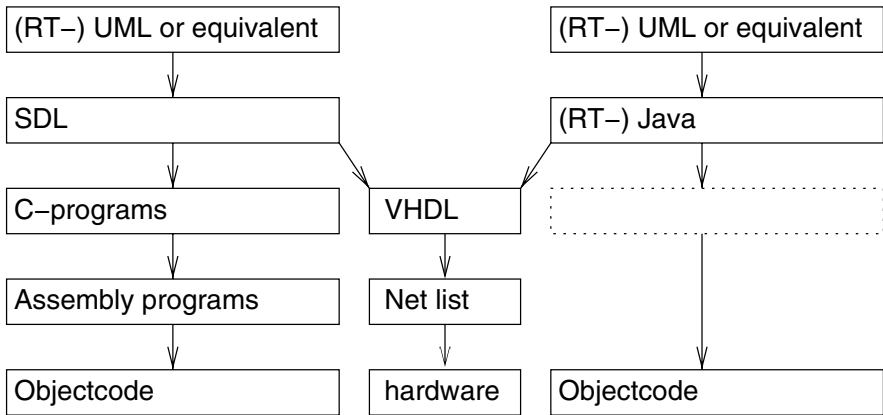 (RT−) UML or equivalent
(RT−) UML or equivalent
SDL
(RT−) Java
C−programs
VHDL
Assembly programs
Net list
Objectcode
hardware
Objectcode